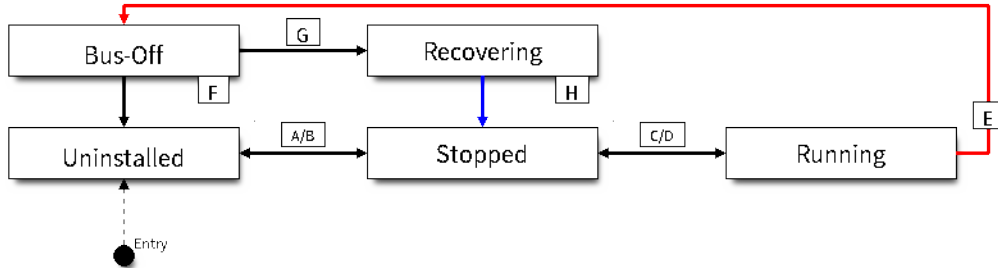 G
Bus-Off
Recovering
F
H
E
A/B
C/D
Uninstalled
Stopped
Running
Entry